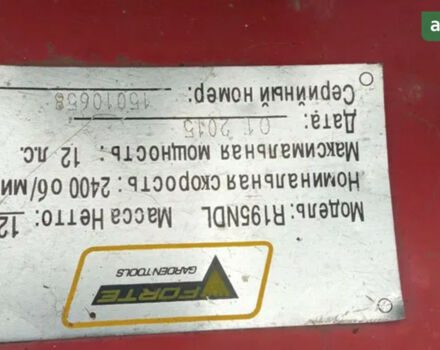 FORTE
GARDEN TOOLS
Модель: R195NDL Масса Нетто: 12
Номинальная скорость: 2400 об/ми
Максимальная мощность: 12 л.с.
Дата: 01 2015
Серийный номер: 15010658
a